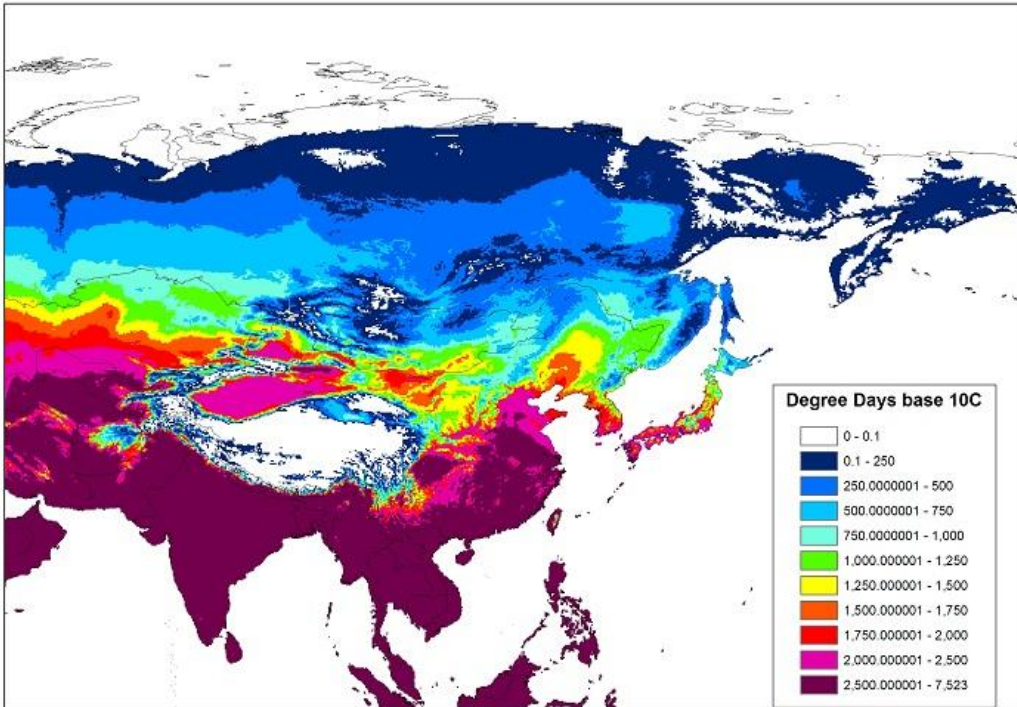 Degree Days base 10C
0 - 0.1
0.1 - 250
250.0000001 - 500
500.0000001 - 750
750.0000001 - 1,000
1,000.000001 - 1,250
1,250.000001 - 1,500
1,500.000001 - 1,750
1,750.000001 - 2,000
2,000.000001 - 2,500
2,500.000001 - 7,523